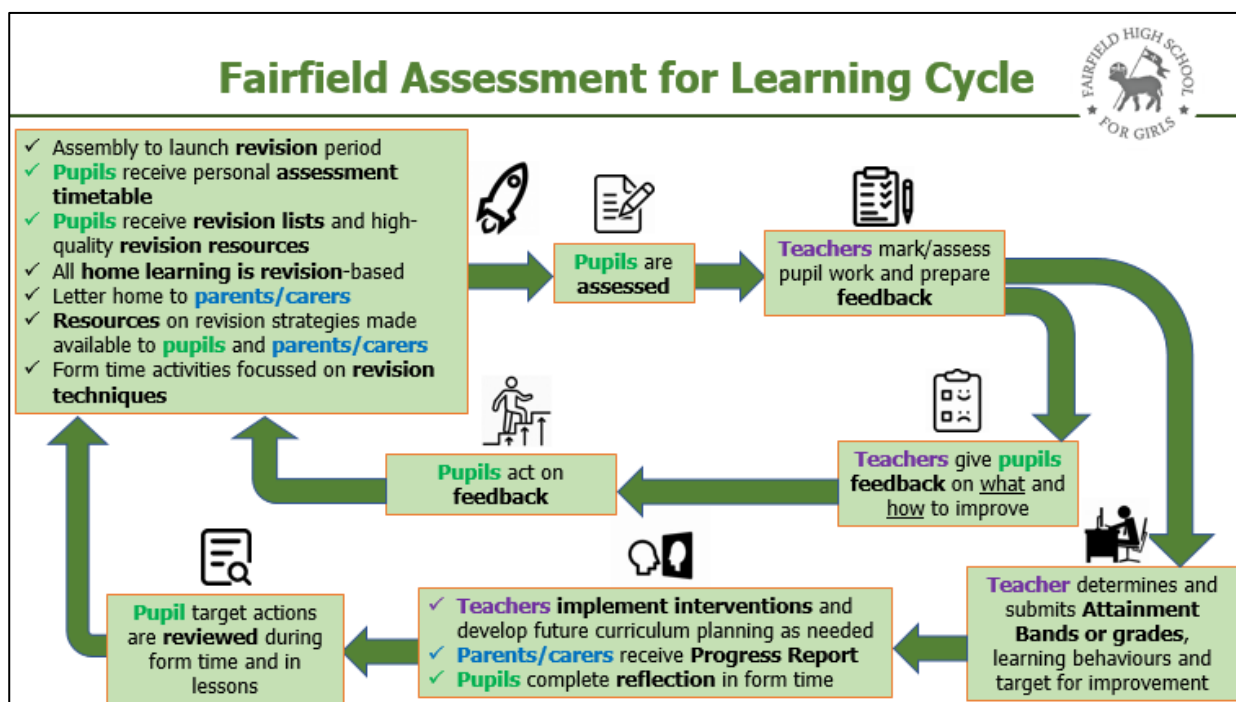 Fairfield Assessment for Learning Cycle
FAIRFIELD HIGH SCHOOL
FOR GIRLS
✓ Assembly to launch revision period
✓ Pupils receive personal assessment
timetable
✓ Pupils receive revision lists and high-
quality revision resources
✓ All home learning is revision-based
✓ Letter home to parents/carers
✓ Resources on revision strategies made
available to pupils and parents/carers
✓ Form time activities focussed on revision
techniques
Pupils are
assessed
Teachers mark/assess
pupil work and prepare
feedback
Teachers give pupils
feedback on what and
how to improve
Pupils act on
feedback
Teacher determines and
submits Attainment
Bands or grades,
learning behaviours and
target for improvement
✓ Teachers implement interventions and
develop future curriculum planning as needed
✓ Parents/carers receive Progress Report
✓ Pupils complete reflection in form time
Pupil target actions
are reviewed during
form time and in
lessons